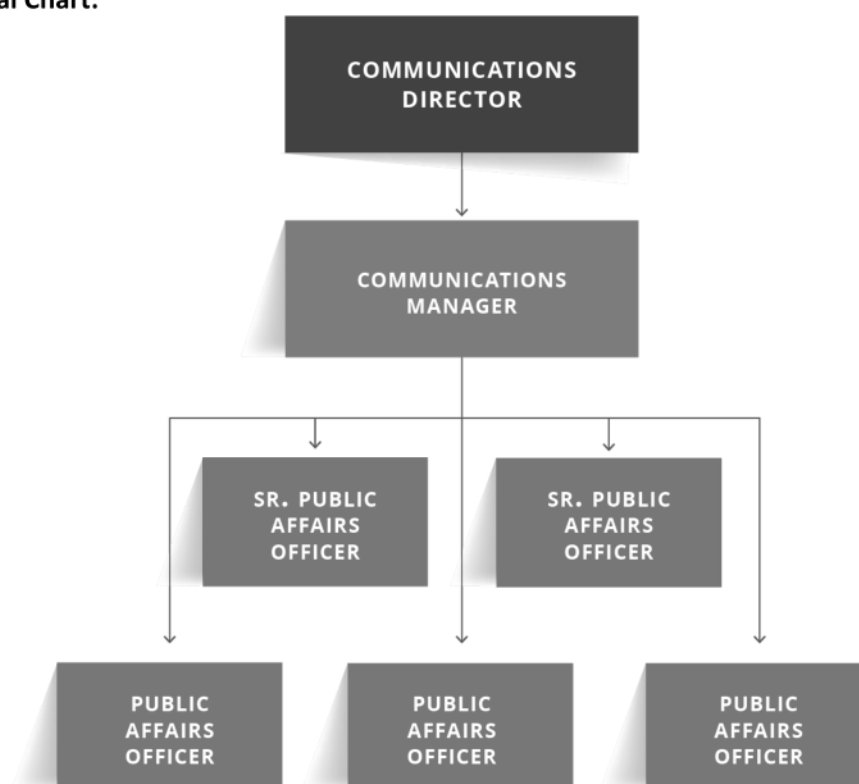 al Chart:
COMMUNICATIONS
DIRECTOR
COMMUNICATIONS
MANAGER
SR. PUBLIC
AFFAIRS
OFFICER
SR. PUBLIC
AFFAIRS
OFFICER
PUBLIC
AFFAIRS
OFFICER
PUBLIC
AFFAIRS
OFFICER
PUBLIC
AFFAIRS
OFFICER